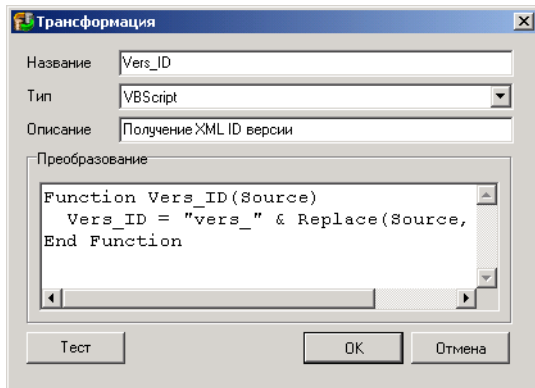 Трансформация
Название Vers_ID
Тип VBScript
Описание Получение XML ID версии
Преобразование
Function Vers_ID(Source)
Vers_ID = "vers_" & Replace(Source,
End Function
Тест OK Отмена